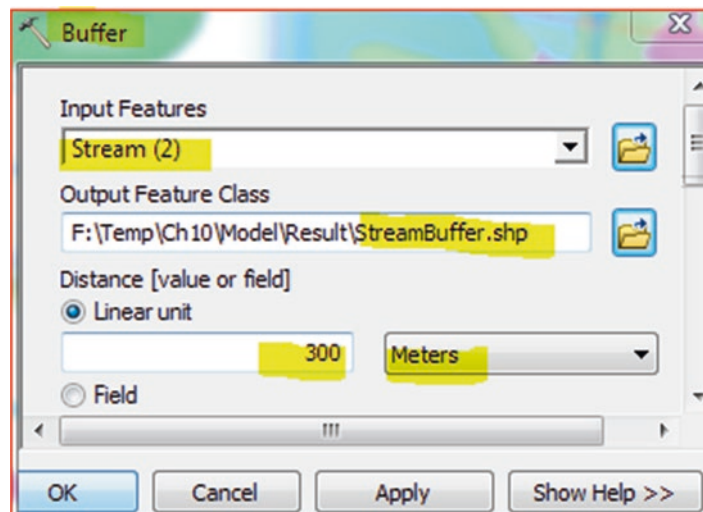 Buffer
Input Features
Stream (2)
Output Feature Class
F:\Temp\Ch10\Model\Result\StreamBuffer.shp
Distance [value or field]
Linear unit
300 Meters
Field
OK Cancel Apply Show Help >>